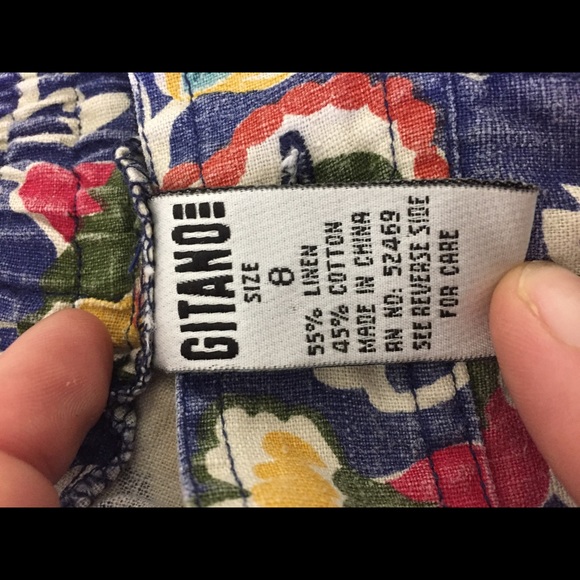 GITANO
SIZE
8
55% LINEN
45% COTTON
MADE IN CHINA
RN NO: 52469
SEE REVERSE SIDE
FOR CARE